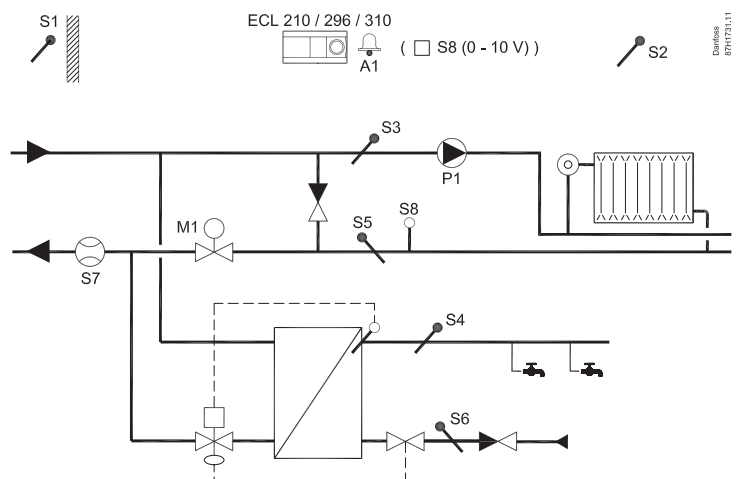 S1
ECL 210 / 296 / 310
A1
( S8 (0 - 10 V) )
S2
Danfoss
87H1731.11
S3
P1
M1
S5
S8
S7
S4
S6